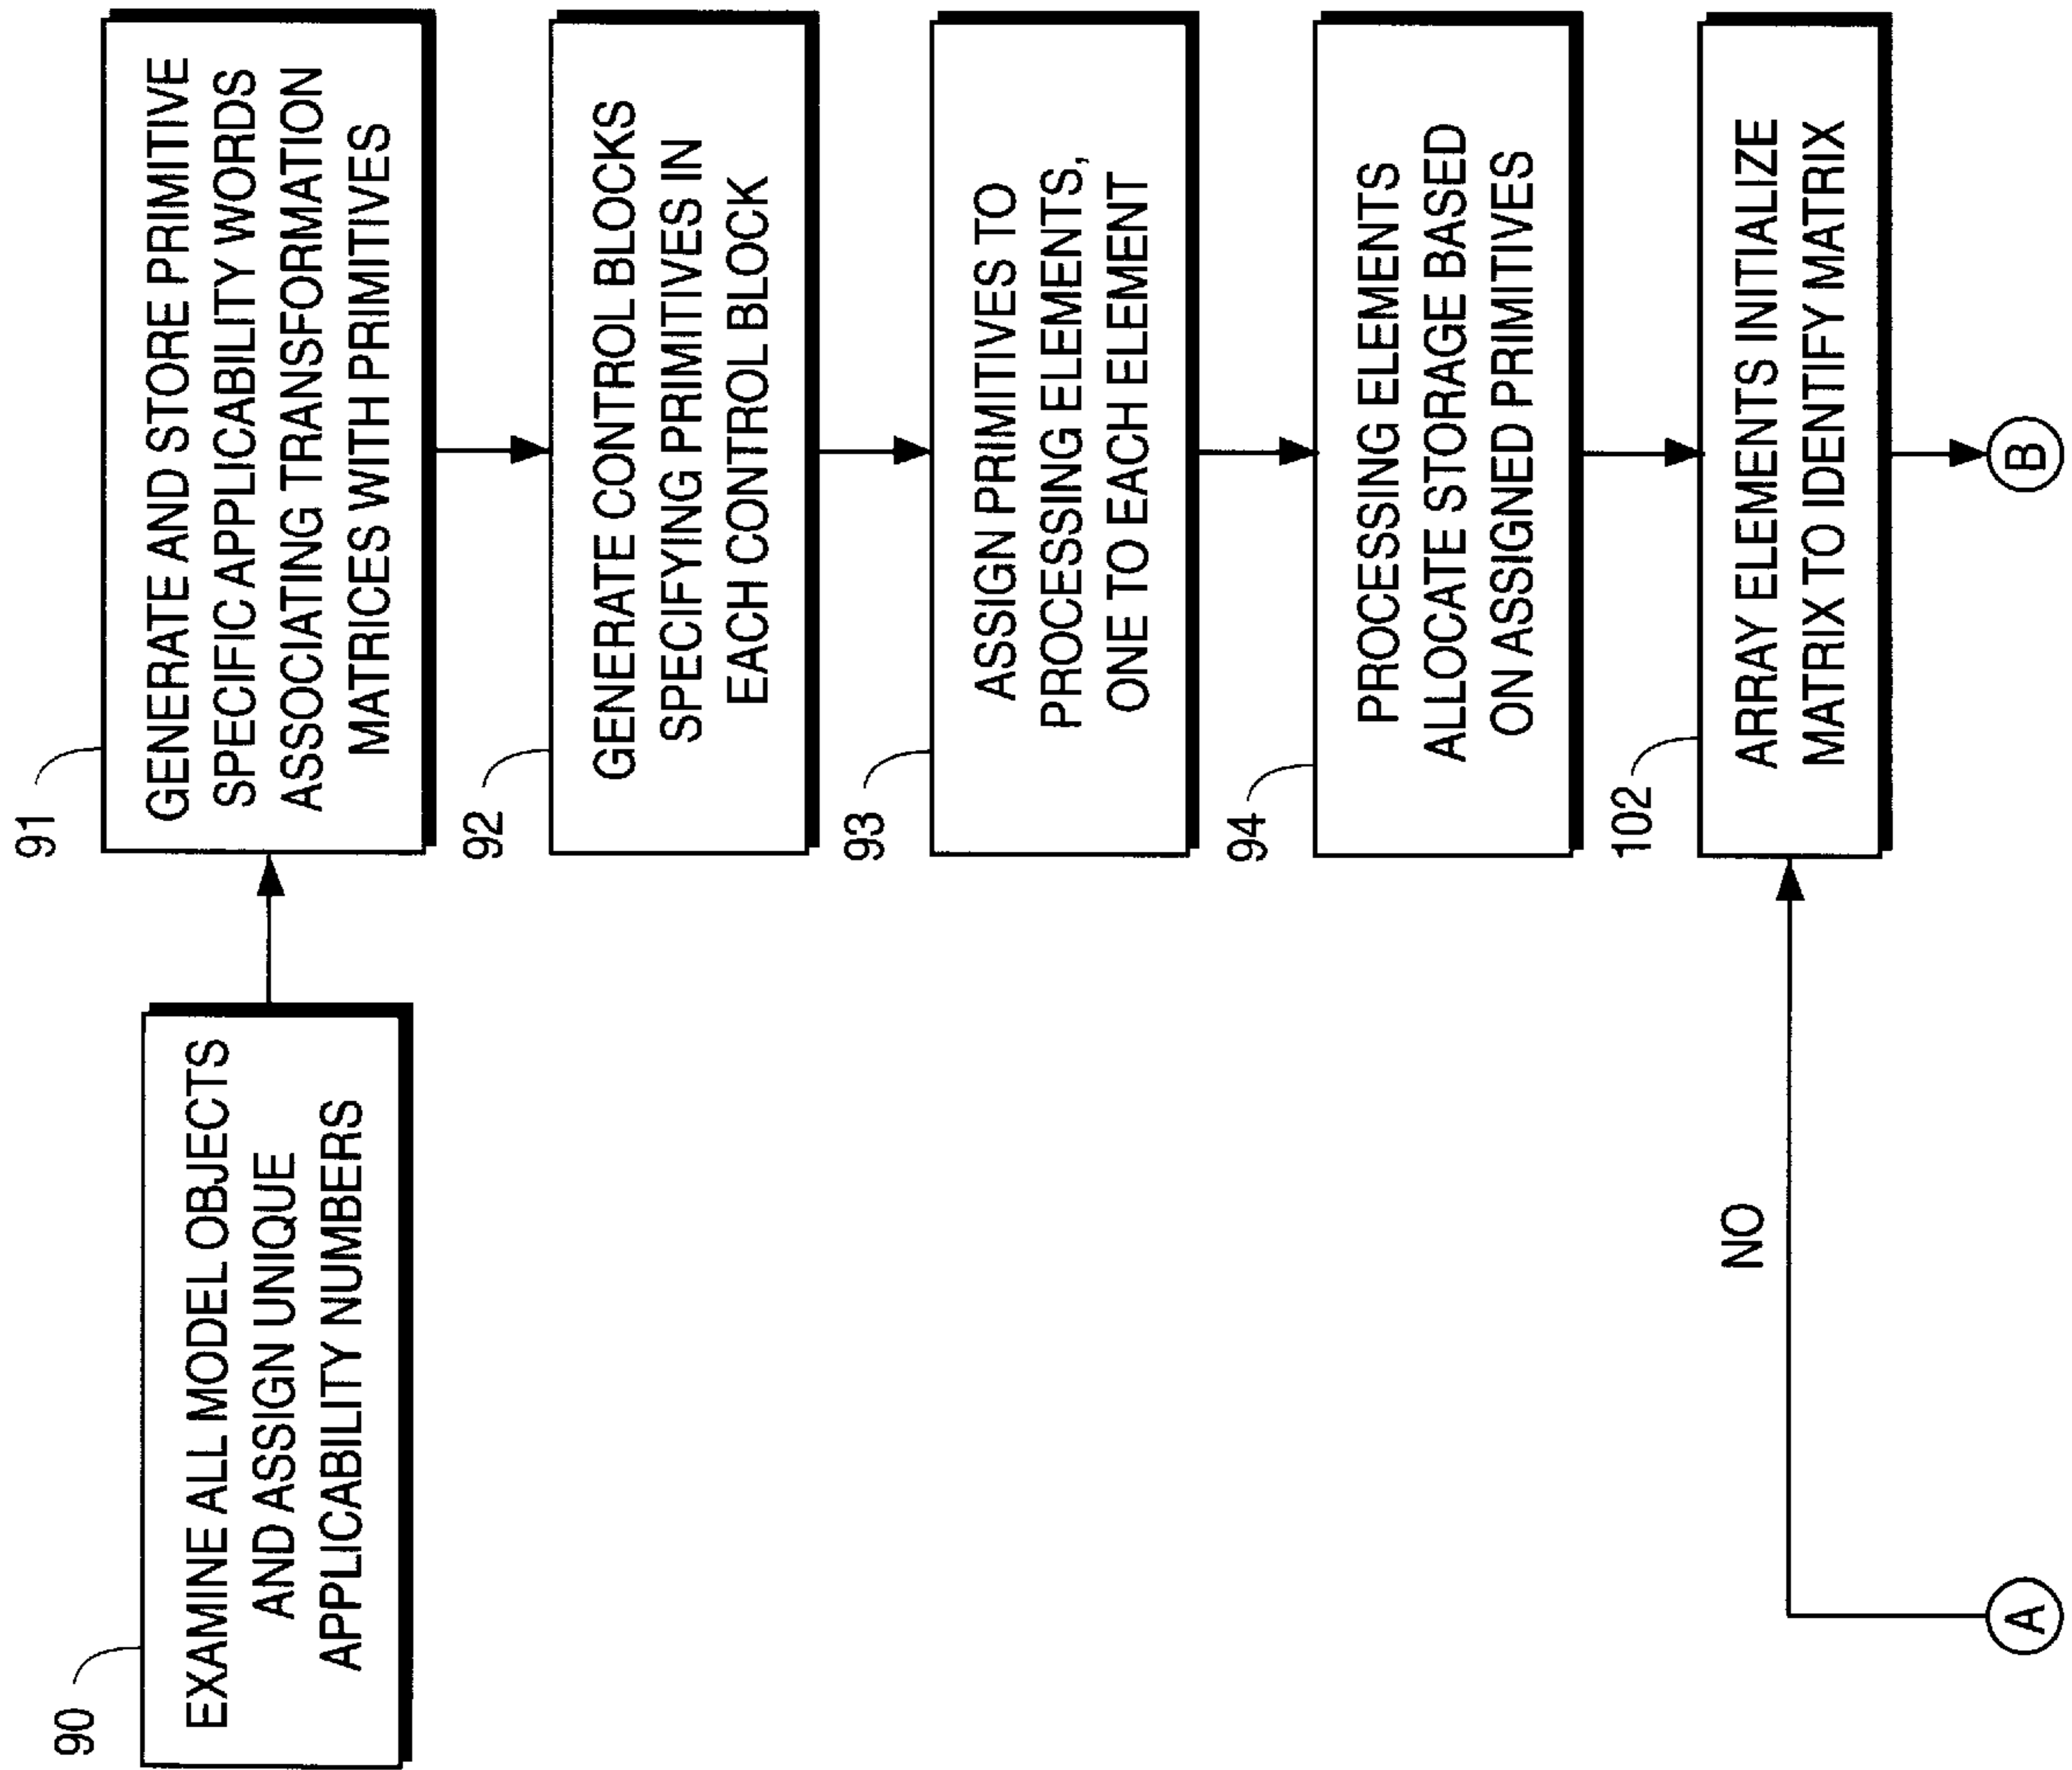 90
EXAMINE ALL MODEL OBJECTS
AND ASSIGN UNIQUE
APPLICABILITY NUMBERS
91
GENERATE AND STORE PRIMITIVE
SPECIFIC APPLICABILITY WORDS
ASSOCIATING TRANSFORMATION
MATRICES WITH PRIMITIVES
92
GENERATE CONTROL BLOCKS
SPECIFYING PRIMITIVES IN
EACH CONTROL BLOCK
93
ASSIGN PRIMITIVES TO
PROCESSING ELEMENTS,
ONE TO EACH ELEMENT
94
PROCESSING ELEMENTS
ALLOCATE STORAGE BASED
ON ASSIGNED PRIMITIVES
102
ARRAY ELEMENTS INITIALIZE
MATRIX TO IDENTIFY MATRIX
NO
A
B